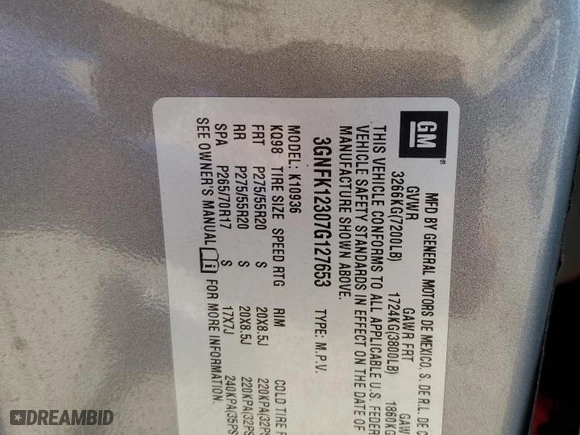 GM
MFD BY GENERAL MOTORS DE MEXICO, S. DE R.L. DE C
GVWR GAWR FRT
3266KG(7200LB) 1724KG(3800LB) 1860KG
THIS VEHICLE CONFORMS TO ALL APPLICABLE U.S. FEDER
VEHICLE SAFETY STANDARDS IN EFFECT ON THE DATE OF
MANUFACTURE SHOWN ABOVE.
3GNFK12307G127653 TYPE: M.P.V.
MODEL: K10936
K098 TIRE SIZE SPEED RTG RIM COLD TIRE P
FRT P275/55R20 S 20X8.5J 220KPA(32PS
RR P275/55R20 S 20X8.5J 220KPA(32PS
SPA P265/70R17 S 17X7J 240KPA(35PS
SEE OWNER'S MANUAL i FOR MORE INFORMATION.
DREAMBID